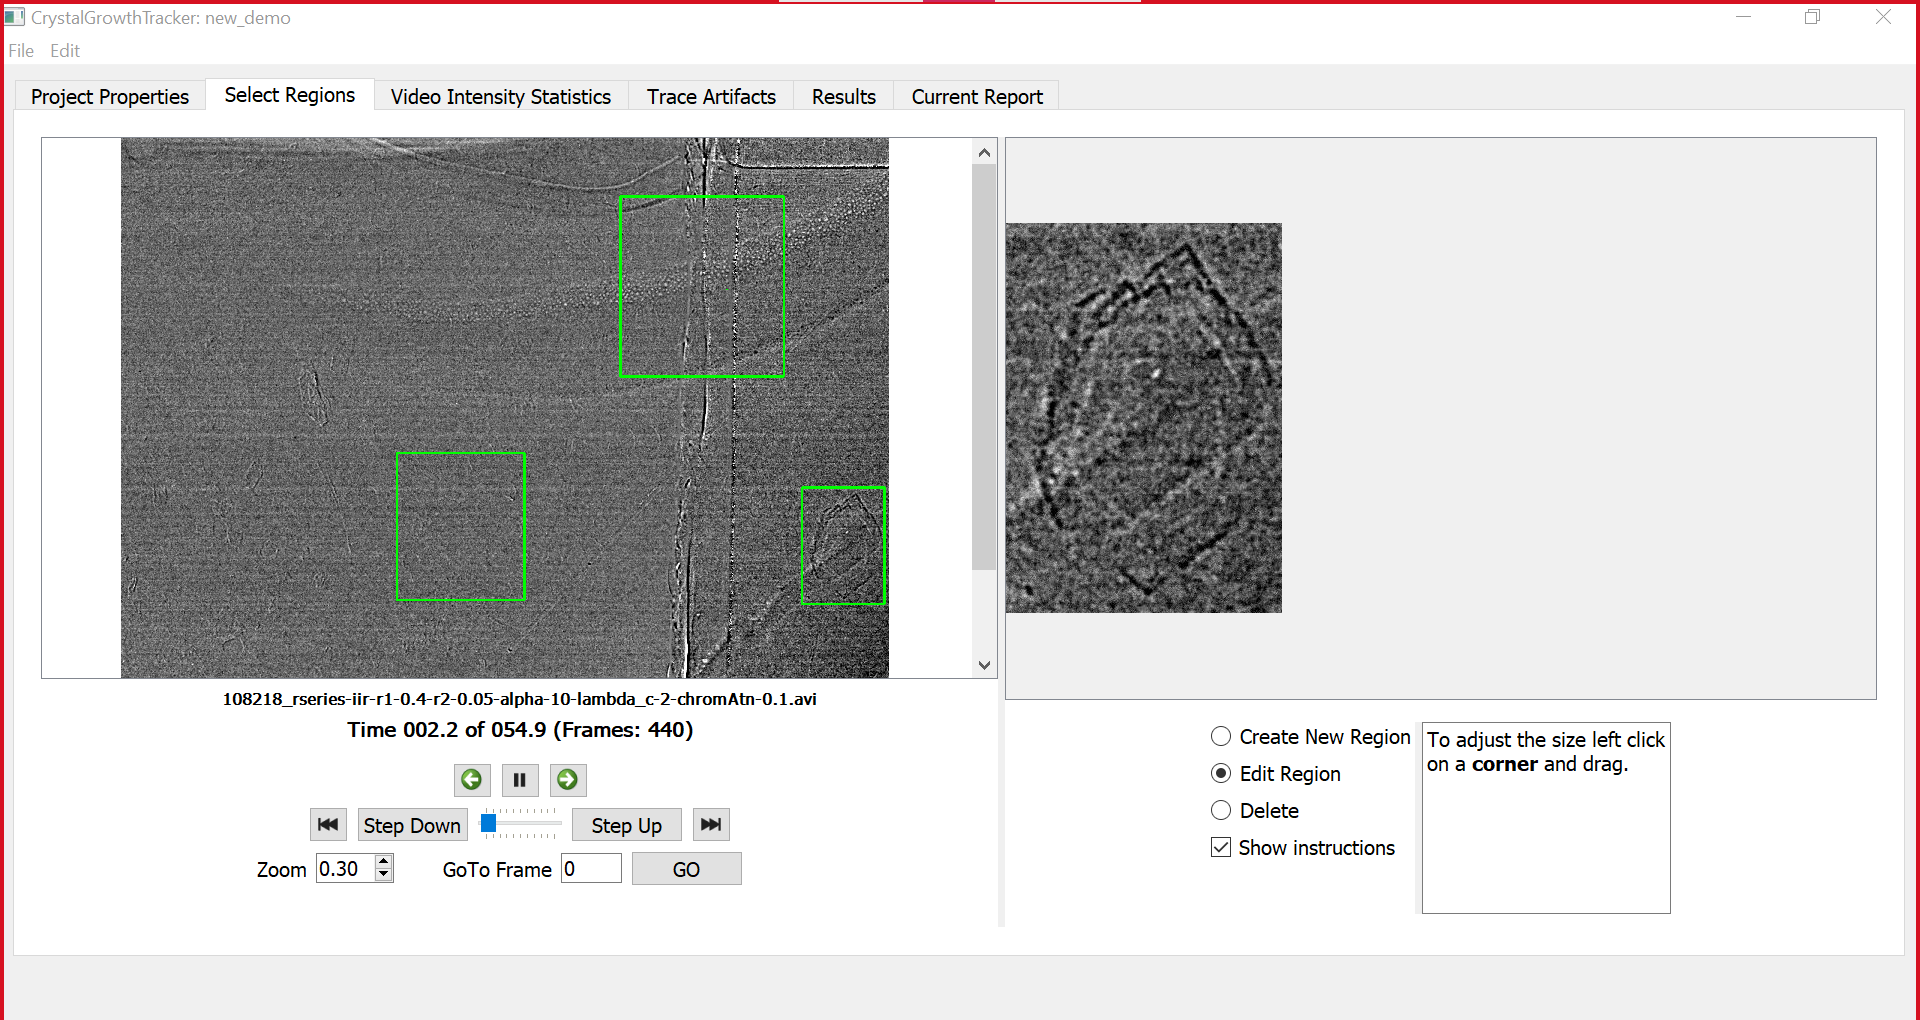 CrystalGrowthTracker: new_demo
File Edit
Project Properties Select Regions Video Intensity Statistics Trace Artifacts Results Current Report
108218_rseries-iir-r1-0.4-r2-0.05-alpha-10-lambda_c-2-chromAtn-0.1.avi
Time 002.2 of 054.9 (Frames: 440)
Step Down Step Up
Zoom 0.30 GoTo Frame 0 GO
Create New Region
Edit Region
Delete
Show instructions
To adjust the size left click
on a corner and drag.